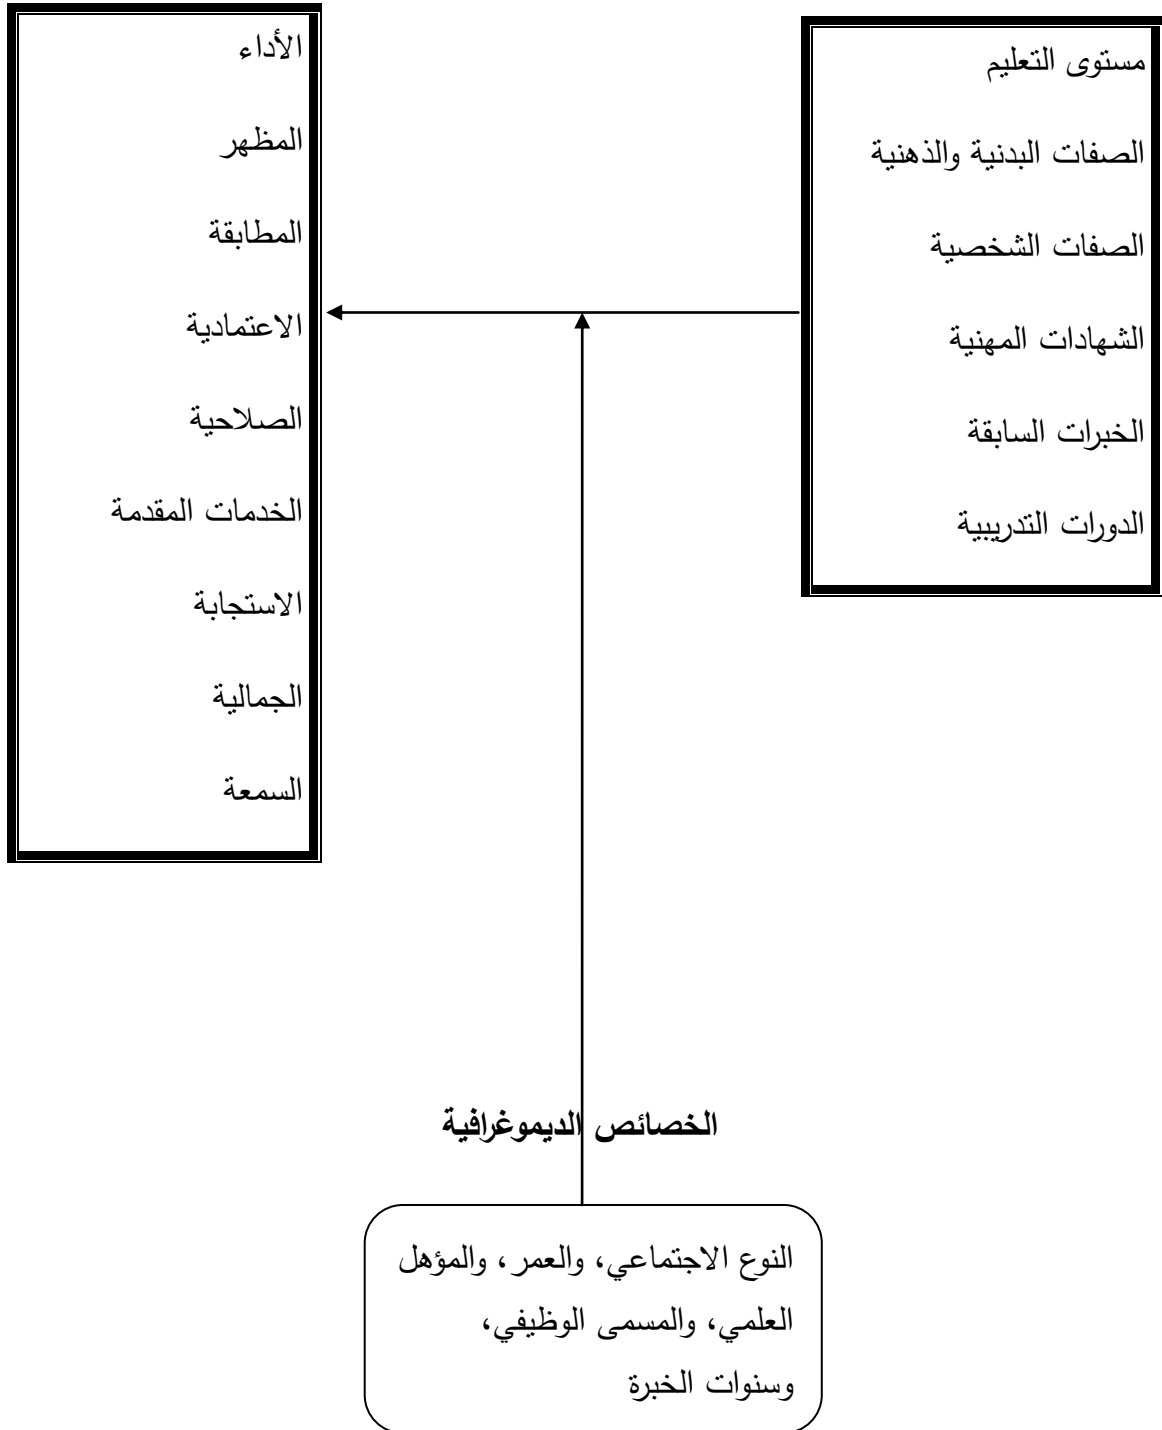 مستوى التعليم
الصفات البدنية والذهنية
الصفات الشخصية
الشهادات المهنية
الخبرات السابقة
الدورات التدريبية
الأداء
المظهر
المطابقة
الاعتمادية
الصلاحية
الخدمات المقدمة
الاستجابة
الجمالية
السمعة
الخصائص الديموغرافية
النوع الاجتماعي، والعمر، والمؤهل
العلمي، والمسمى الوظيفي،
وسنوات الخبرة